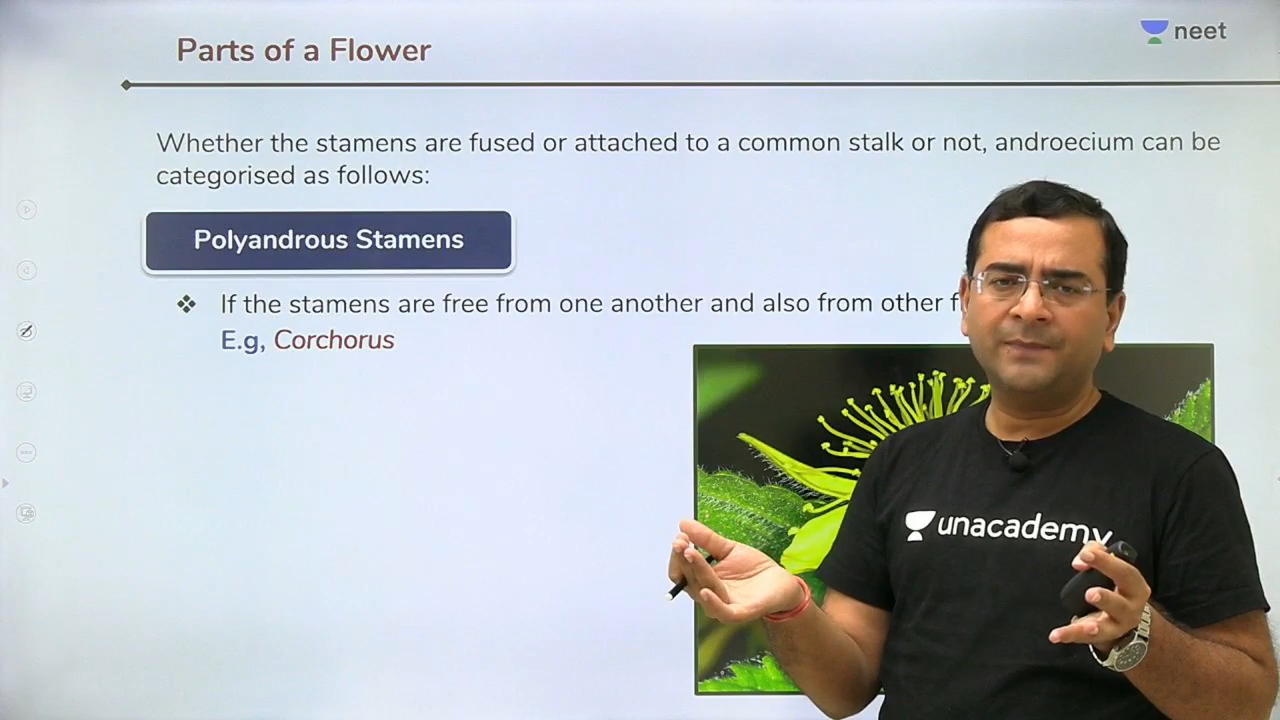 neet
Parts of a Flower
Whether the stamens are fused or attached to a common stalk or not, androecium can be
categorised as follows:
Polyandrous Stamens
If the stamens are free from one another and also from other
E.g, Corchorus
unacademy